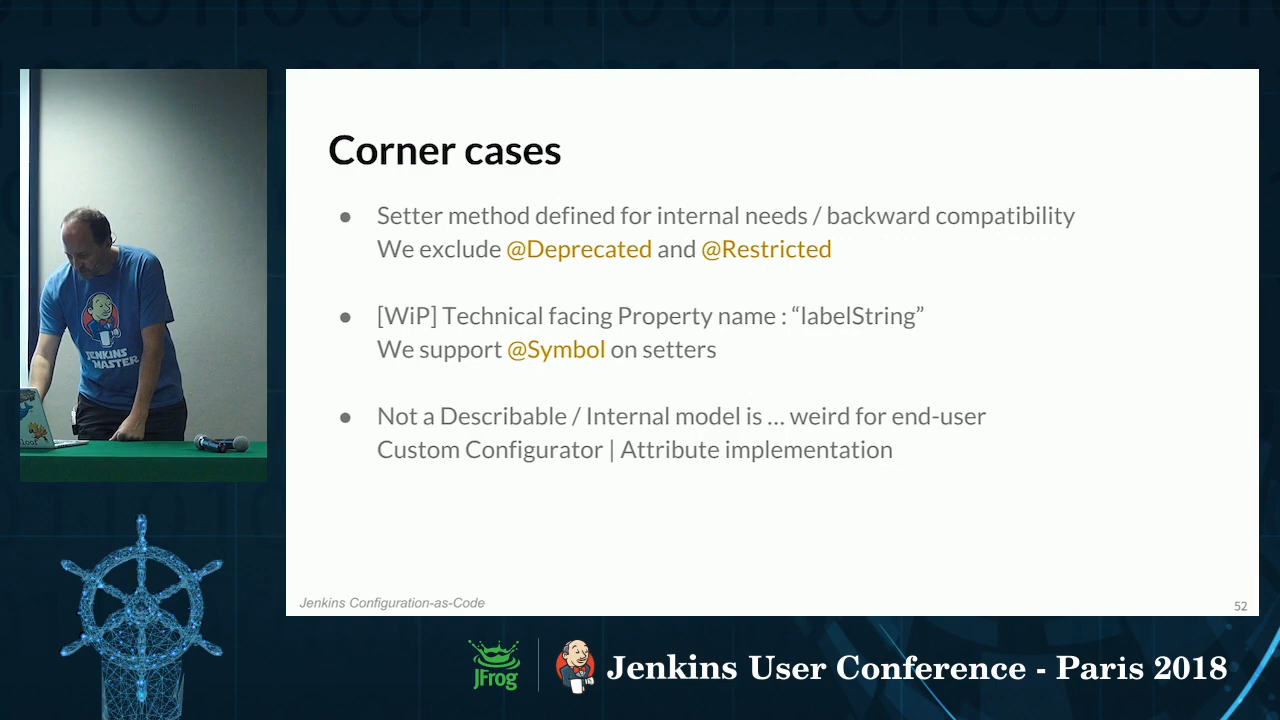 Corner cases
● Setter method defined for internal needs / backward compatibility
We exclude @Deprecated and @Restricted
● [WiP] Technical facing Property name : “labelString”
We support @Symbol on setters
● Not a Describable / Internal model is ... weird for end-user
Custom Configurator | Attribute implementation
Jenkins Configuration-as-Code
52
JENKINS
MASTER
JFrog
Jenkins User Conference - Paris 2018